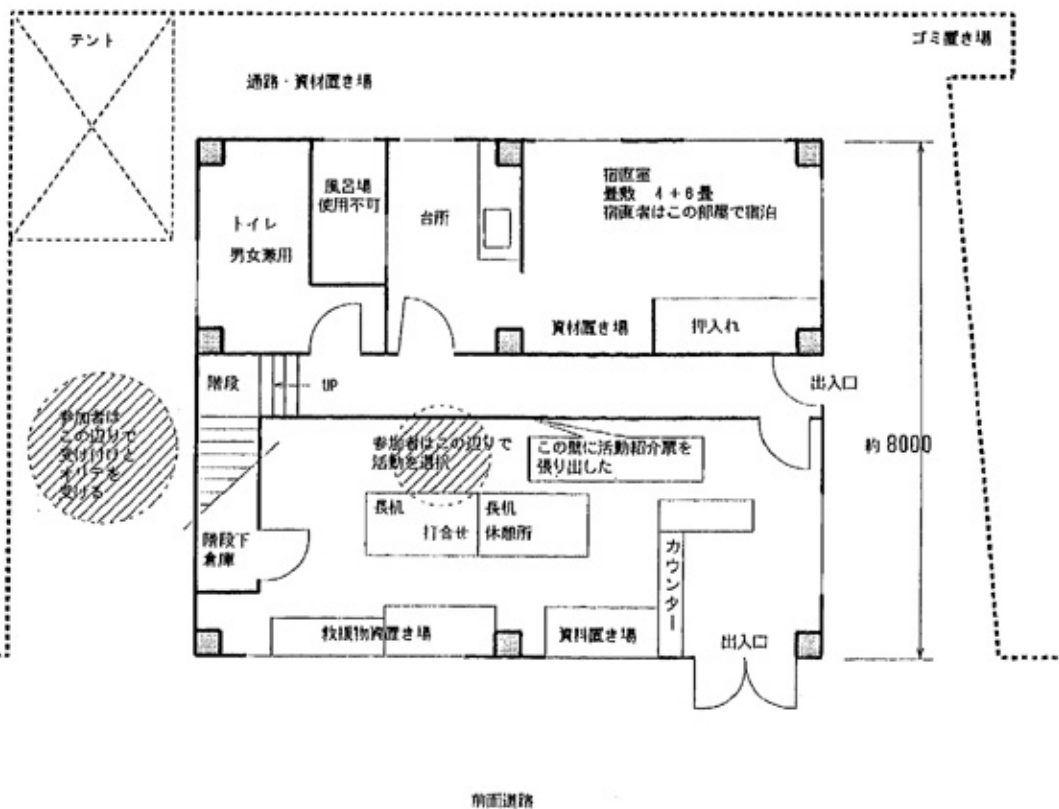 テント
ゴミ置き場
通路・資材置き場
風呂場
使用不可
宿直室
畳数 4+6畳
宿直者はこの部屋で宿泊
トイレ
男女兼用
台所
資材置き場
押入れ
階段
UP
出入口
参加者は
この辺りで
受け付けと
オリテを
受ける
参加者はこの辺りで
活動を選択
この壁に活動紹介票を
張り出した
約 8000
長机
打合せ
長机
休憩所
階段下
倉庫
カウンター
救援物資置き場
資料置き場
出入口
前面道路